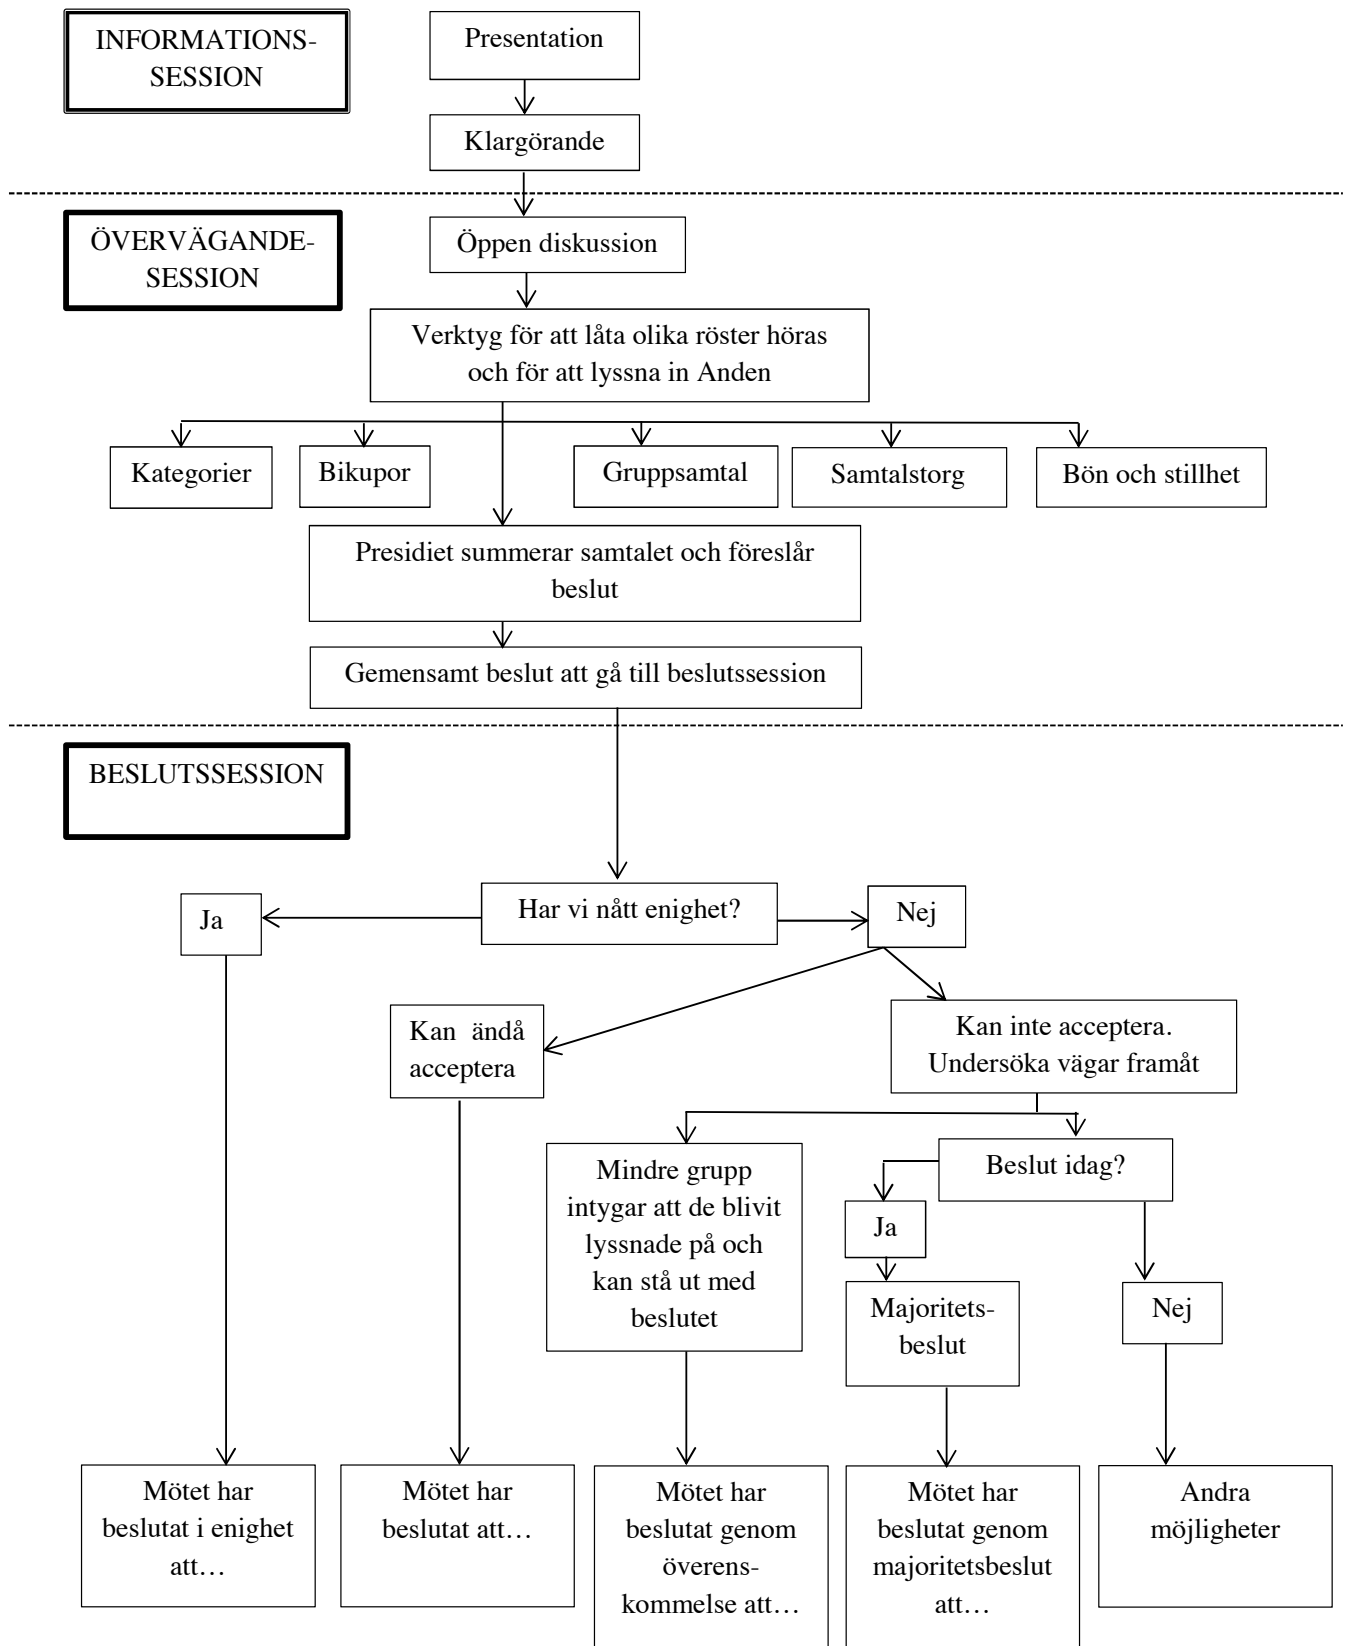 INFORMATIONS-
SESSION
Presentation
Klargörande
ÖVERVÄGANDE-
SESSION
Öppen diskussion
Verktyg för att låta olika röster höras
och för att lyssna in Anden
Kategorier
Bikupor
Gruppsamtal
Samtalstorg
Bön och stillhet
Presidiet summerar samtalet och föreslår
beslut
Gemensamt beslut att gå till beslutssession
BESLUTSSESSION
Har vi nått enighet?
Ja
Nej
Kan ändå
acceptera
Kan inte acceptera.
Undersöka vägar framåt
Mindre grupp
intygar att de blivit
lyssnade på och
kan stå ut med
beslutet
Beslut idag?
Ja
Majoritets-
beslut
Nej
Mötet har
beslutat i enighet
att…
Mötet har
beslutat att…
Mötet har
beslutat genom
överens-
kommelse att…
Mötet har
beslutat genom
majoritetsbeslut
att…
Andra
möjligheter